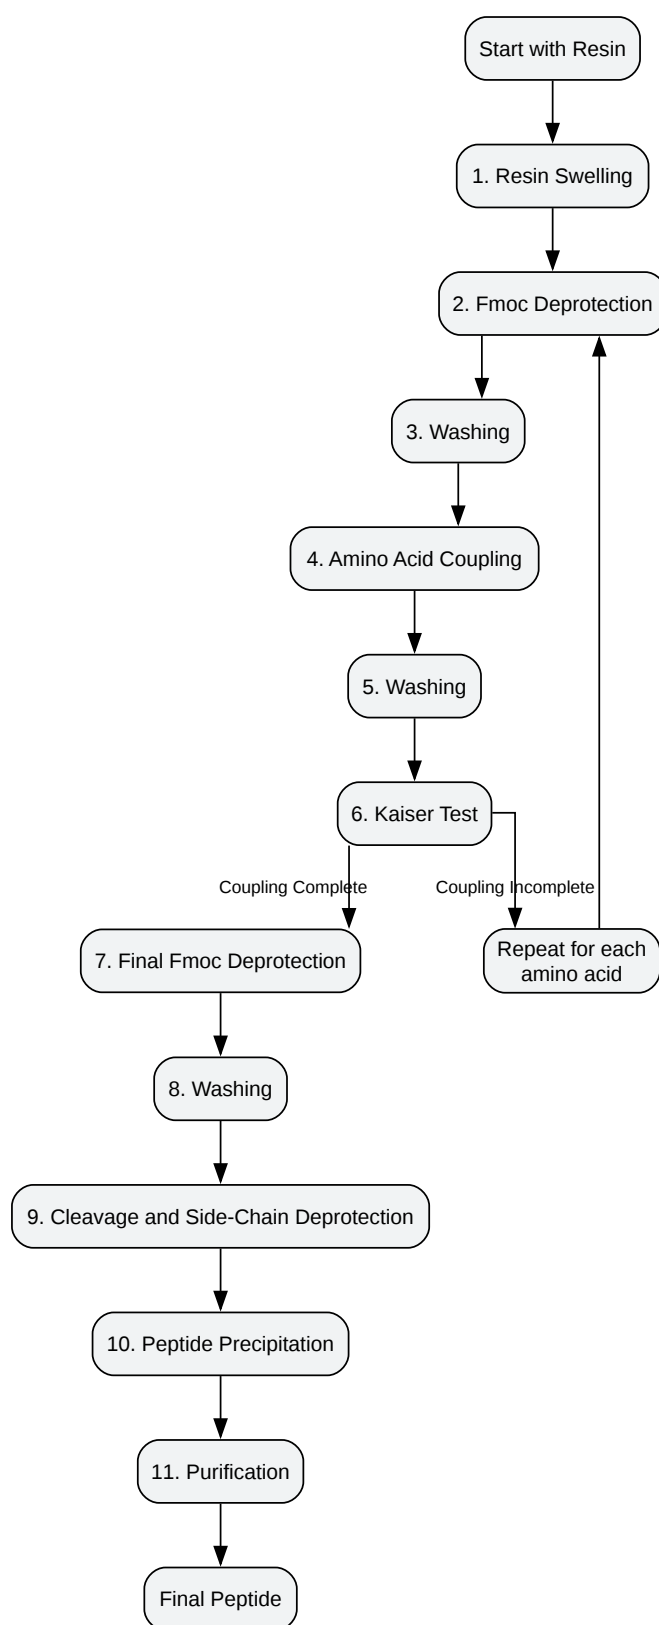 Start with Resin
1. Resin Swelling
2. Fmoc Deprotection
3. Washing
4. Amino Acid Coupling
5. Washing
6. Kaiser Test
Coupling Complete
Coupling Incomplete
7. Final Fmoc Deprotection
Repeat for each
amino acid
8. Washing
9. Cleavage and Side-Chain Deprotection
10. Peptide Precipitation
11. Purification
Final Peptide